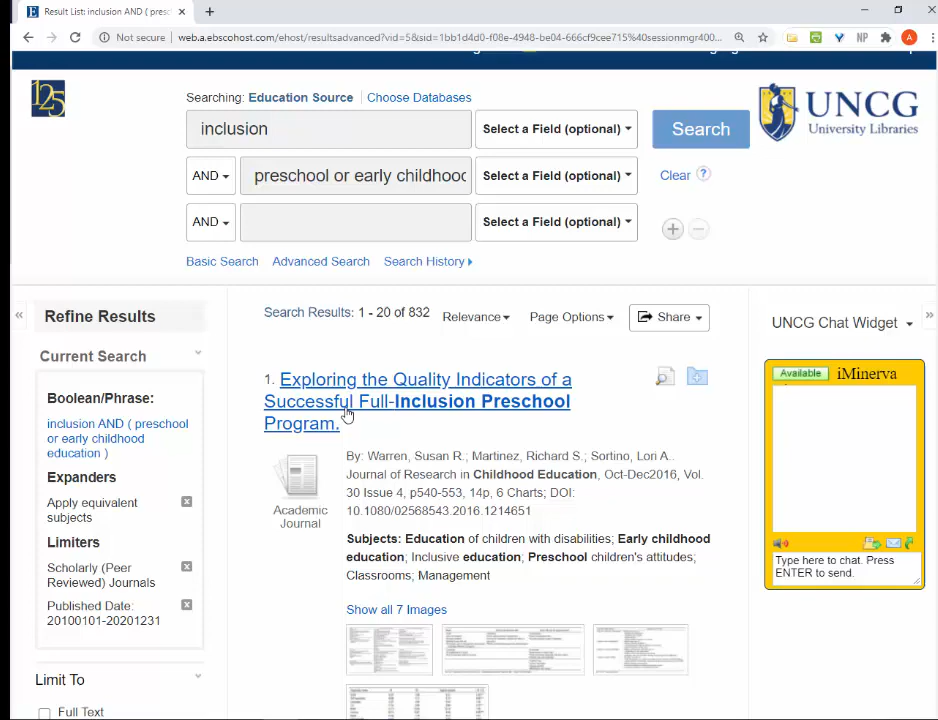 Result List: inclusion AND ( presc
Not secure web.a.ebscohost.com/ehost/resultsadvanced?vid=5&sid=1bb1d4d0-f08e-4948-be04-666cf9cee715%40sessionmgr400...
NP
A
125
Searching: Education Source Choose Databases
inclusion
Select a Field (optional)
Search
UNCG
University Libraries
AND
preschool or early childhood
Select a Field (optional)
Clear ?
AND
Select a Field (optional)
Basic Search Advanced Search Search History
Refine Results
Current Search
Boolean/Phrase:
inclusion AND ( preschool
or early childhood
education )
Expanders
Apply equivalent
subjects
Limiters
Scholarly (Peer
Reviewed) Journals
Published Date:
20100101-20201231
Limit To
Full Text
Search Results: 1 - 20 of 832
Relevance
Page Options
Share
1. Exploring the Quality Indicators of a
Successful Full-Inclusion Preschool
Program.
Academic
Journal
By: Warren, Susan R.; Martinez, Richard S.; Sortino, Lori A..
Journal of Research in Childhood Education, Oct-Dec2016, Vol.
30 Issue 4, p540-553, 14p, 6 Charts; DOI:
10.1080/02568543.2016.1214651
Subjects: Education of children with disabilities; Early childhood
education; Inclusive education; Preschool children's attitudes;
Classrooms; Management
Show all 7 Images
UNCG Chat Widget
Available iMinerva
Type here to chat. Press
ENTER to send.